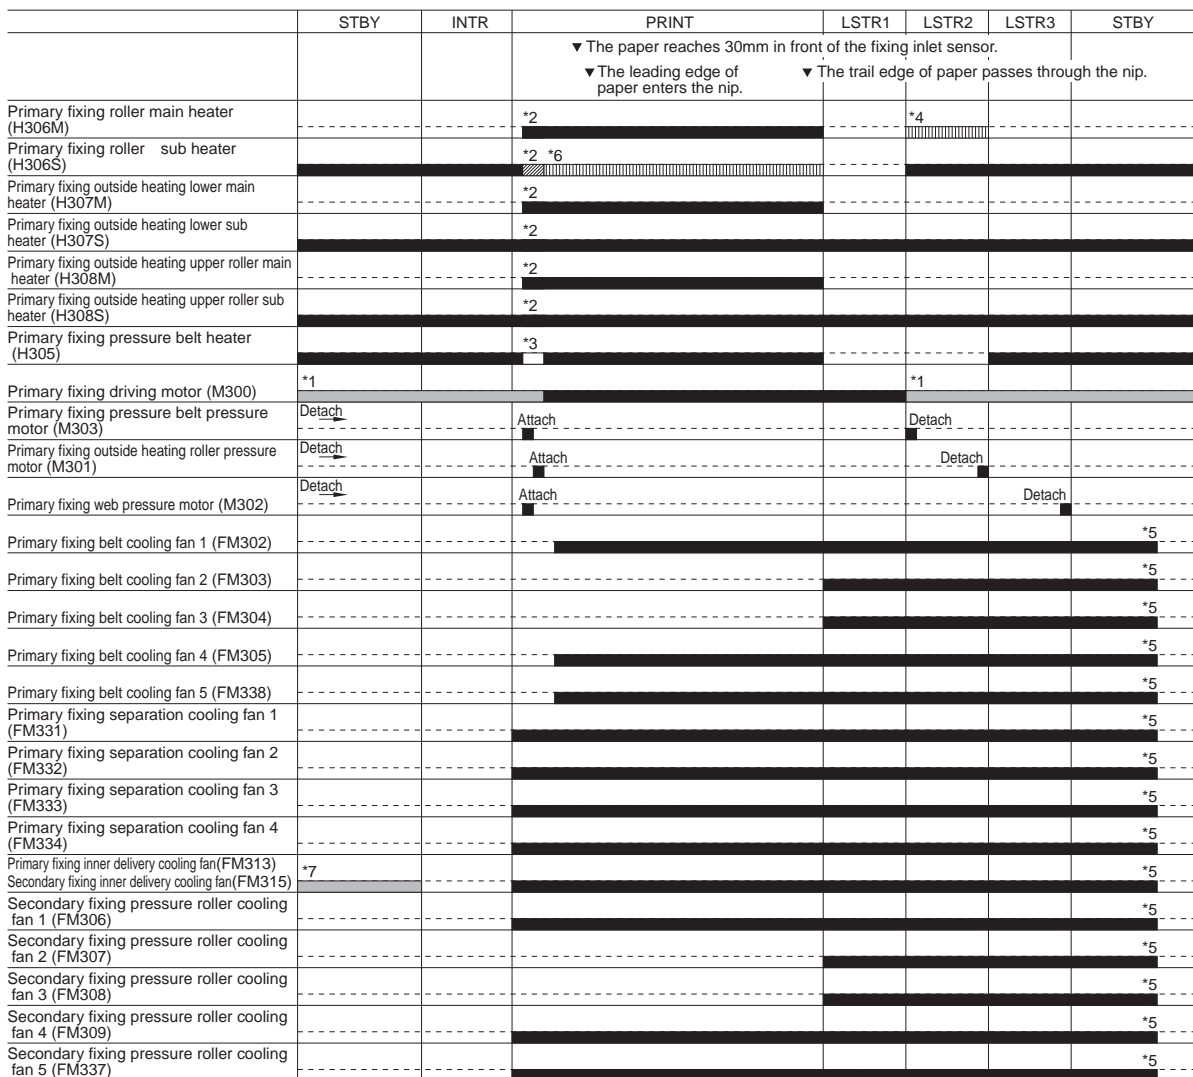 STBY INTR PRINT LSTR1 LSTR2 LSTR3 STBY
▼ The paper reaches 30mm in front of the fixing inlet sensor.
▼ The leading edge of
paper enters the nip.
▼ The trail edge of paper passes through the nip.
Primary fixing roller main heater
(H306M)
*2 *4
Primary fixing roller sub heater
(H306S)
*2 *6
Primary fixing outside heating lower main
heater (H307M)
*2
Primary fixing outside heating lower sub
heater (H307S)
*2
Primary fixing outside heating upper roller main
heater (H308M)
*2
Primary fixing outside heating upper roller sub
heater (H308S)
*2
Primary fixing pressure belt heater
(H305)
*3
Primary fixing driving motor (M300)
*1 *1
Primary fixing pressure belt pressure
motor (M303)
Detach Attach Detach
Primary fixing outside heating roller pressure
motor (M301)
Detach Attach Detach
Primary fixing web pressure motor (M302)
Detach Attach Detach
Primary fixing belt cooling fan 1 (FM302)
*5
Primary fixing belt cooling fan 2 (FM303)
*5
Primary fixing belt cooling fan 3 (FM304)
*5
Primary fixing belt cooling fan 4 (FM305)
*5
Primary fixing belt cooling fan 5 (FM338)
*5
Primary fixing separation cooling fan 1
(FM331)
*5
Primary fixing separation cooling fan 2
(FM332)
*5
Primary fixing separation cooling fan 3
(FM333)
*5
Primary fixing separation cooling fan 4
(FM334)
*5
Primary fixing inner delivery cooling fan(FM313)
Secondary fixing inner delivery cooling fan(FM315)
*7 *5
Secondary fixing pressure roller cooling
fan 1 (FM306)
*5
Secondary fixing pressure roller cooling
fan 2 (FM307)
*5
Secondary fixing pressure roller cooling
fan 3 (FM308)
*5
Secondary fixing pressure roller cooling
fan 4 (FM309)
*5
Secondary fixing pressure roller cooling
fan 5 (FM337)
*5